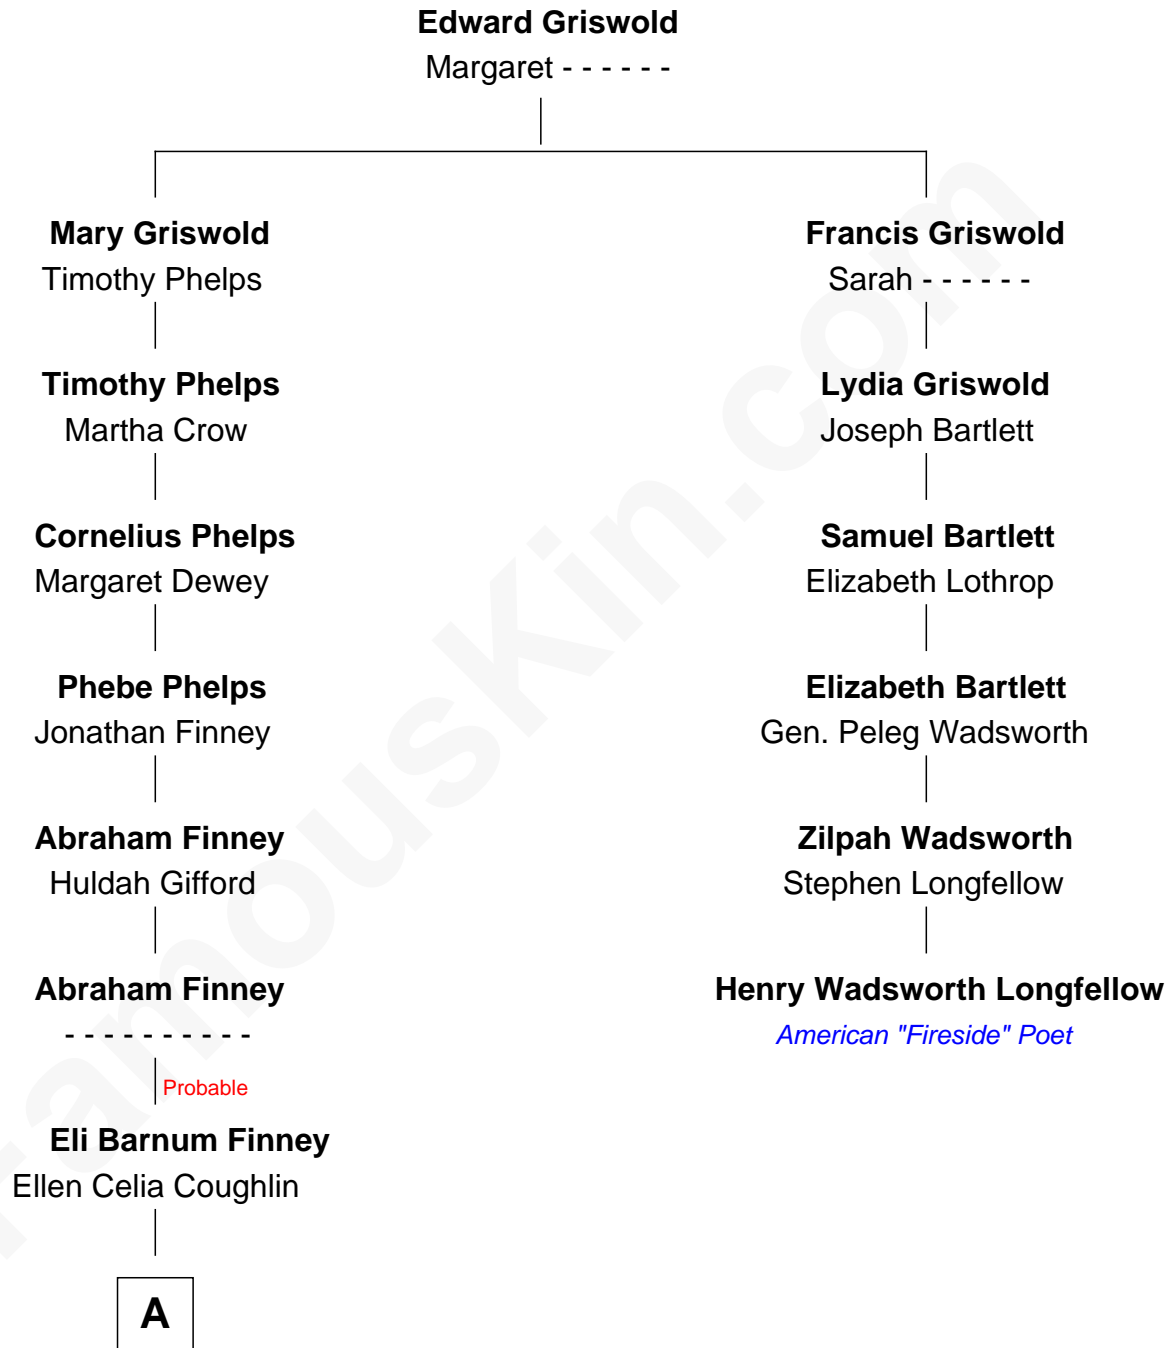 Edward Griswold
Margaret - - - - - -
Mary Griswold
Timothy Phelps
Francis Griswold
Sarah - - - - - -
Timothy Phelps
Martha Crow
Lydia Griswold
Joseph Bartlett
Cornelius Phelps
Margaret Dewey
Samuel Bartlett
Elizabeth Lothrop
Phebe Phelps
Jonathan Finney
Elizabeth Bartlett
Gen. Peleg Wadsworth
Abraham Finney
Huldah Gifford
Zilpah Wadsworth
Stephen Longfellow
Abraham Finney
- - - - - - - - - -
Henry Wadsworth Longfellow
American "Fireside" Poet
Probable
Eli Barnum Finney
Ellen Celia Coughlin
A
FamousKin.com